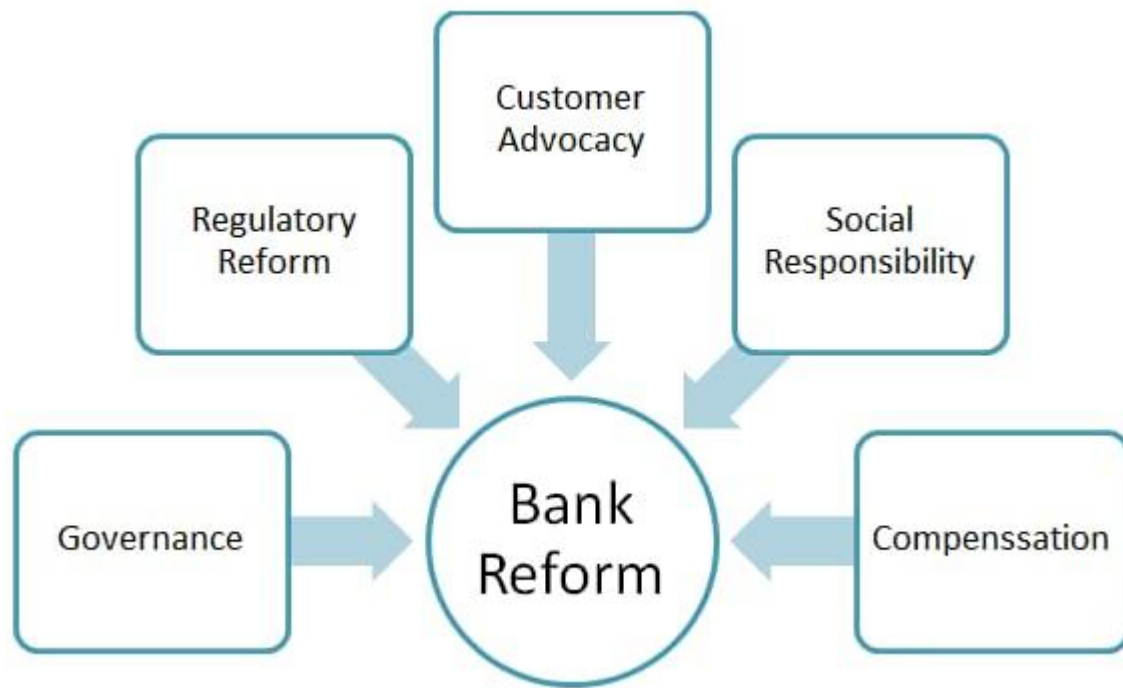 Customer
Advocacy
Regulatory
Reform
Social
Responsibility
Governance
Bank
Reform
Compenssation